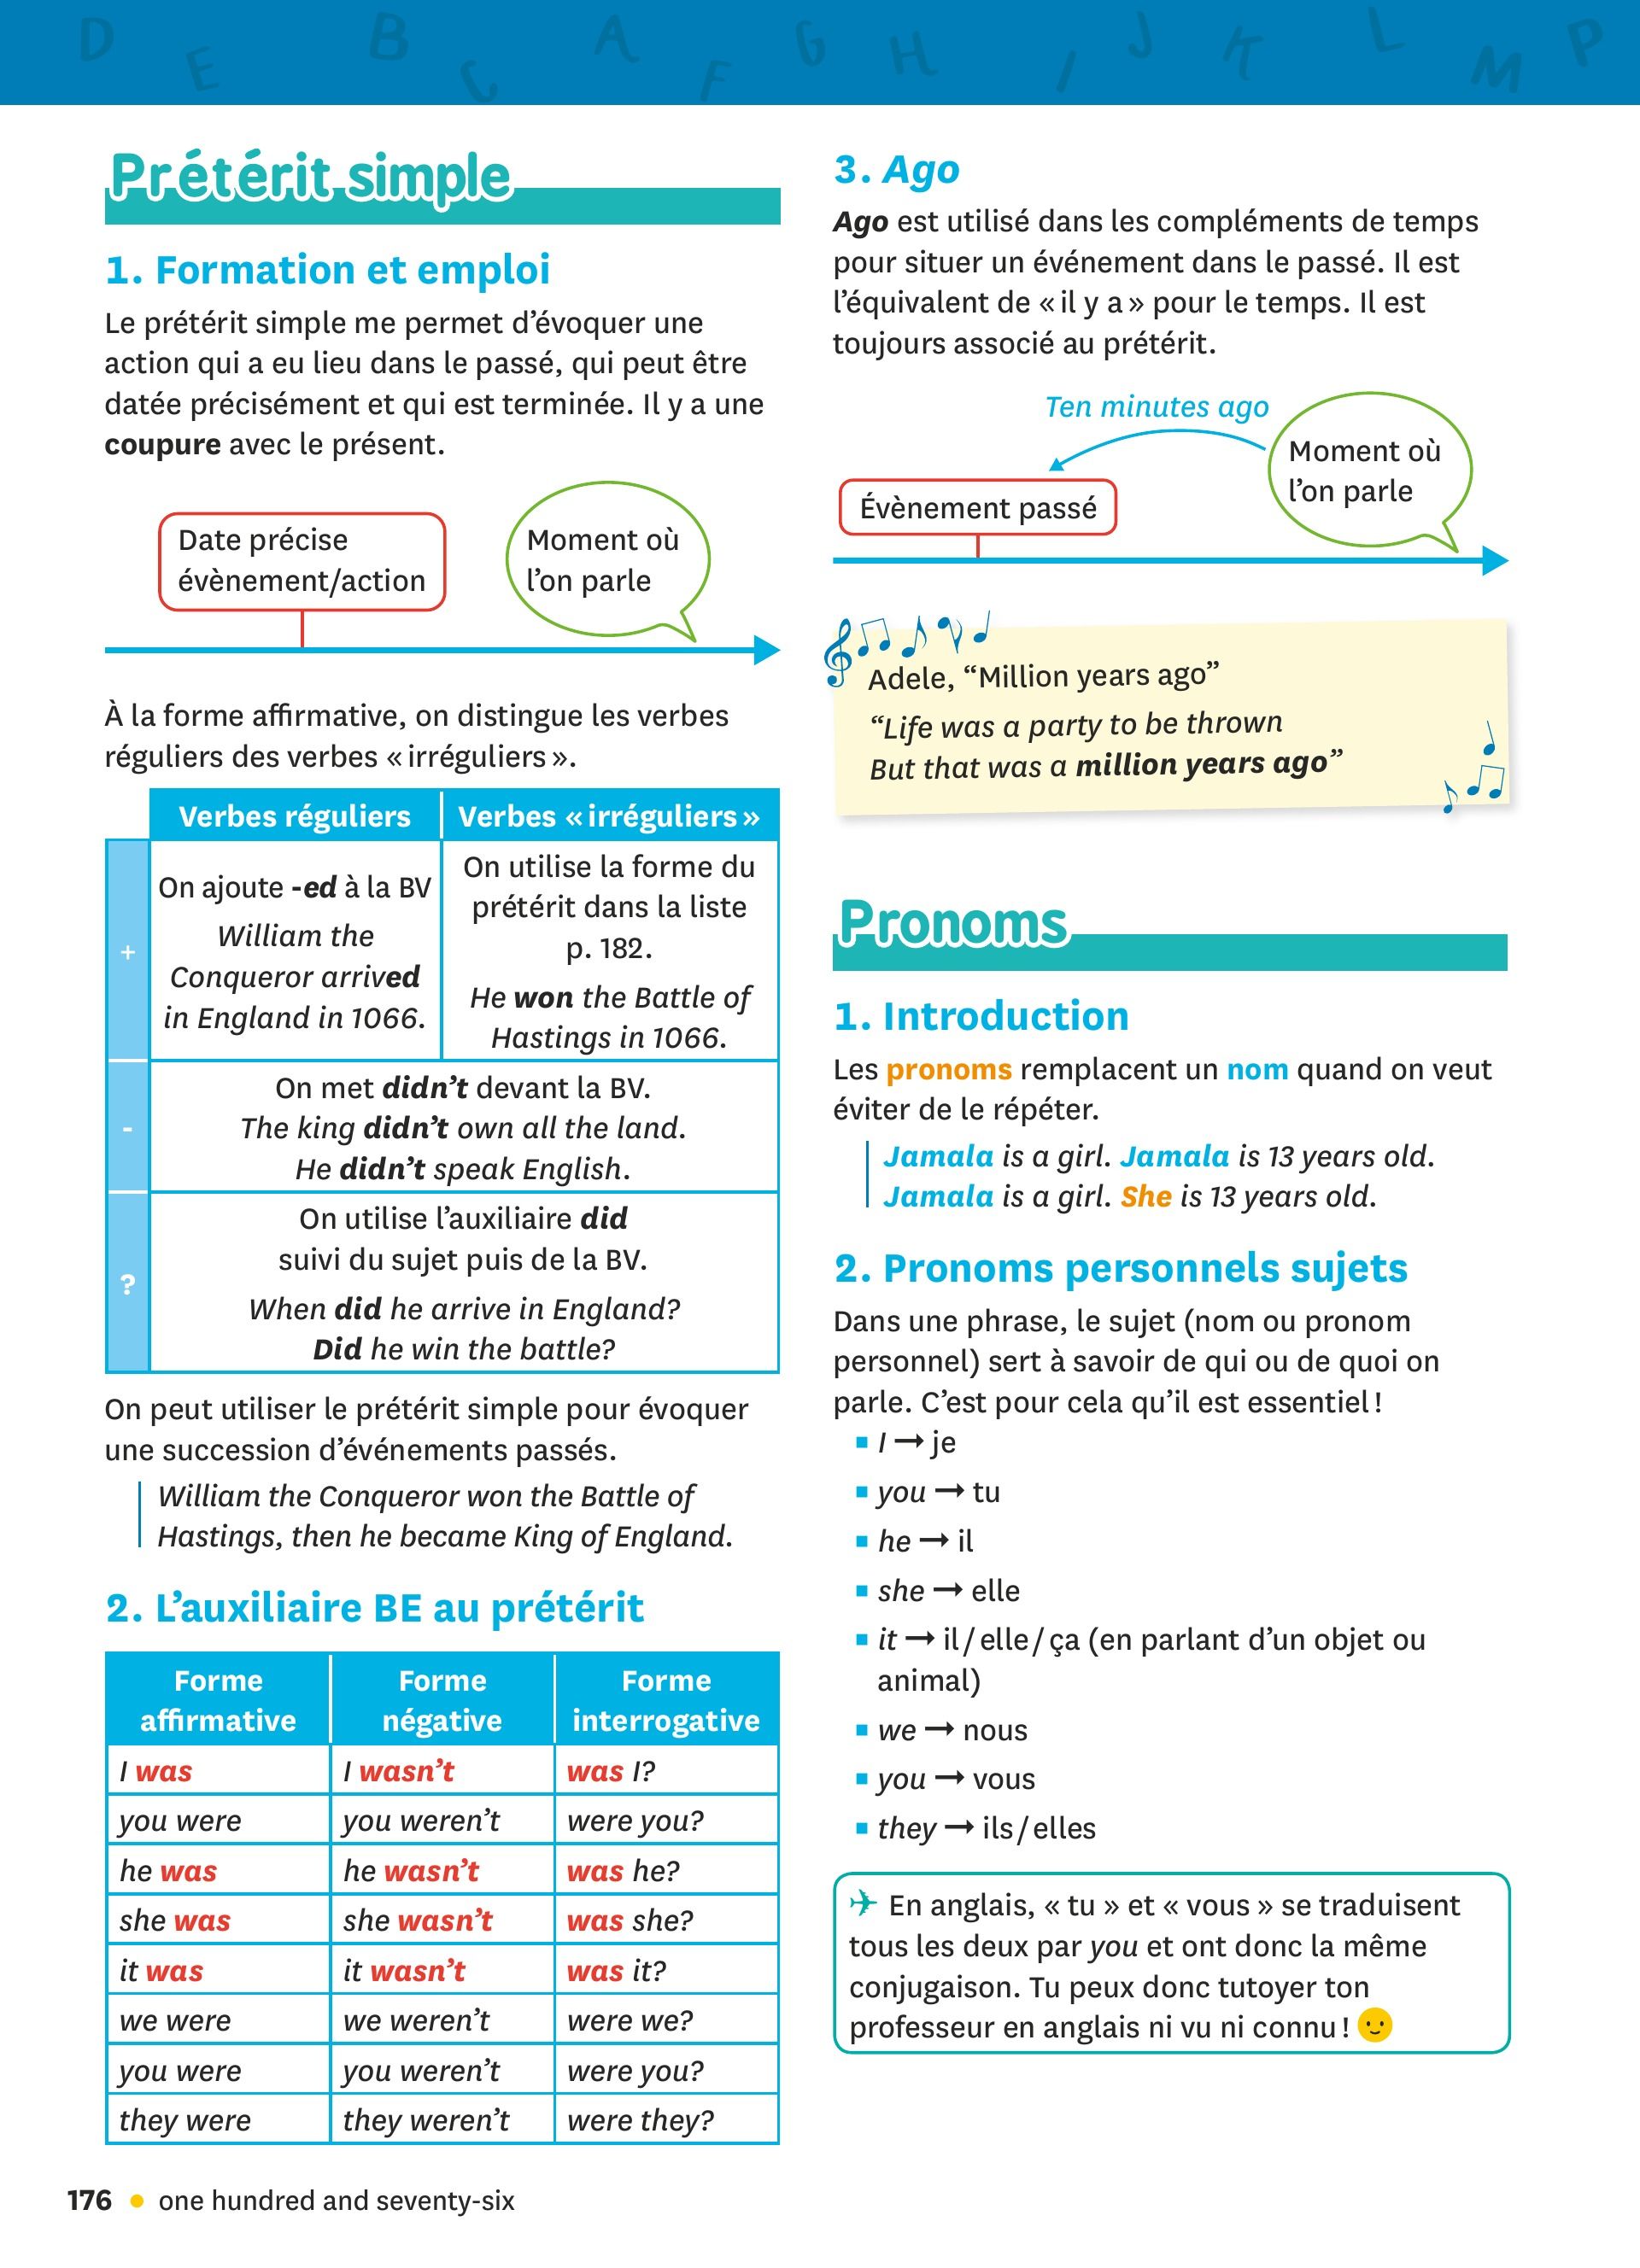 D E B C A F G H I J K L M P
Prétérit simple
1. Formation et emploi
Le prétérit simple me permet d’évoquer une
action qui a eu lieu dans le passé, qui peut être
datée précisément et qui est terminée. Il y a une
coupure avec le présent.
Date précise
évènement/action
Moment où
l’on parle
À la forme affirmative, on distingue les verbes
réguliers des verbes « irréguliers ».
Verbes réguliers
Verbes « irréguliers »
+
On ajoute -ed à la BV
William the
Conqueror arrived
in England in 1066.
On utilise la forme du
prétérit dans la liste
p. 182.
He won the Battle of
Hastings in 1066.
-
On met didn’t devant la BV.
The king didn’t own all the land.
He didn’t speak English.
?
On utilise l’auxiliaire did
suivi du sujet puis de la BV.
When did he arrive in England?
Did he win the battle?
On peut utiliser le prétérit simple pour évoquer
une succession d’événements passés.
William the Conqueror won the Battle of
Hastings, then he became King of England.
2. L’auxiliaire BE au prétérit
Forme
affirmative
Forme
négative
Forme
interrogative
I was
I wasn’t
was I?
you were
you weren’t
were you?
he was
he wasn’t
was he?
she was
she wasn’t
was she?
it was
it wasn’t
was it?
we were
we weren’t
were we?
you were
you weren’t
were you?
they were
they weren’t
were they?
3. Ago
Ago est utilisé dans les compléments de temps
pour situer un événement dans le passé. Il est
l’équivalent de « il y a » pour le temps. Il est
toujours associé au prétérit.
Ten minutes ago
Moment où
l’on parle
Évènement passé
Adele, “Million years ago”
“Life was a party to be thrown
But that was a million years ago”
Pronoms
1. Introduction
Les pronoms remplacent un nom quand on veut
éviter de le répéter.
Jamala is a girl. Jamala is 13 years old.
Jamala is a girl. She is 13 years old.
2. Pronoms personnels sujets
Dans une phrase, le sujet (nom ou pronom
personnel) sert à savoir de qui ou de quoi on
parle. C’est pour cela qu’il est essentiel !
▪ I → je
▪ you → tu
▪ he → il
▪ she → elle
▪ it → il / elle / ça (en parlant d’un objet ou
animal)
▪ we → nous
▪ you → vous
▪ they → ils / elles
En anglais, « tu » et « vous » se traduisent
tous les deux par you et ont donc la même
conjugaison. Tu peux donc tutoyer ton
professeur en anglais ni vu ni connu !
176 • one hundred and seventy-six